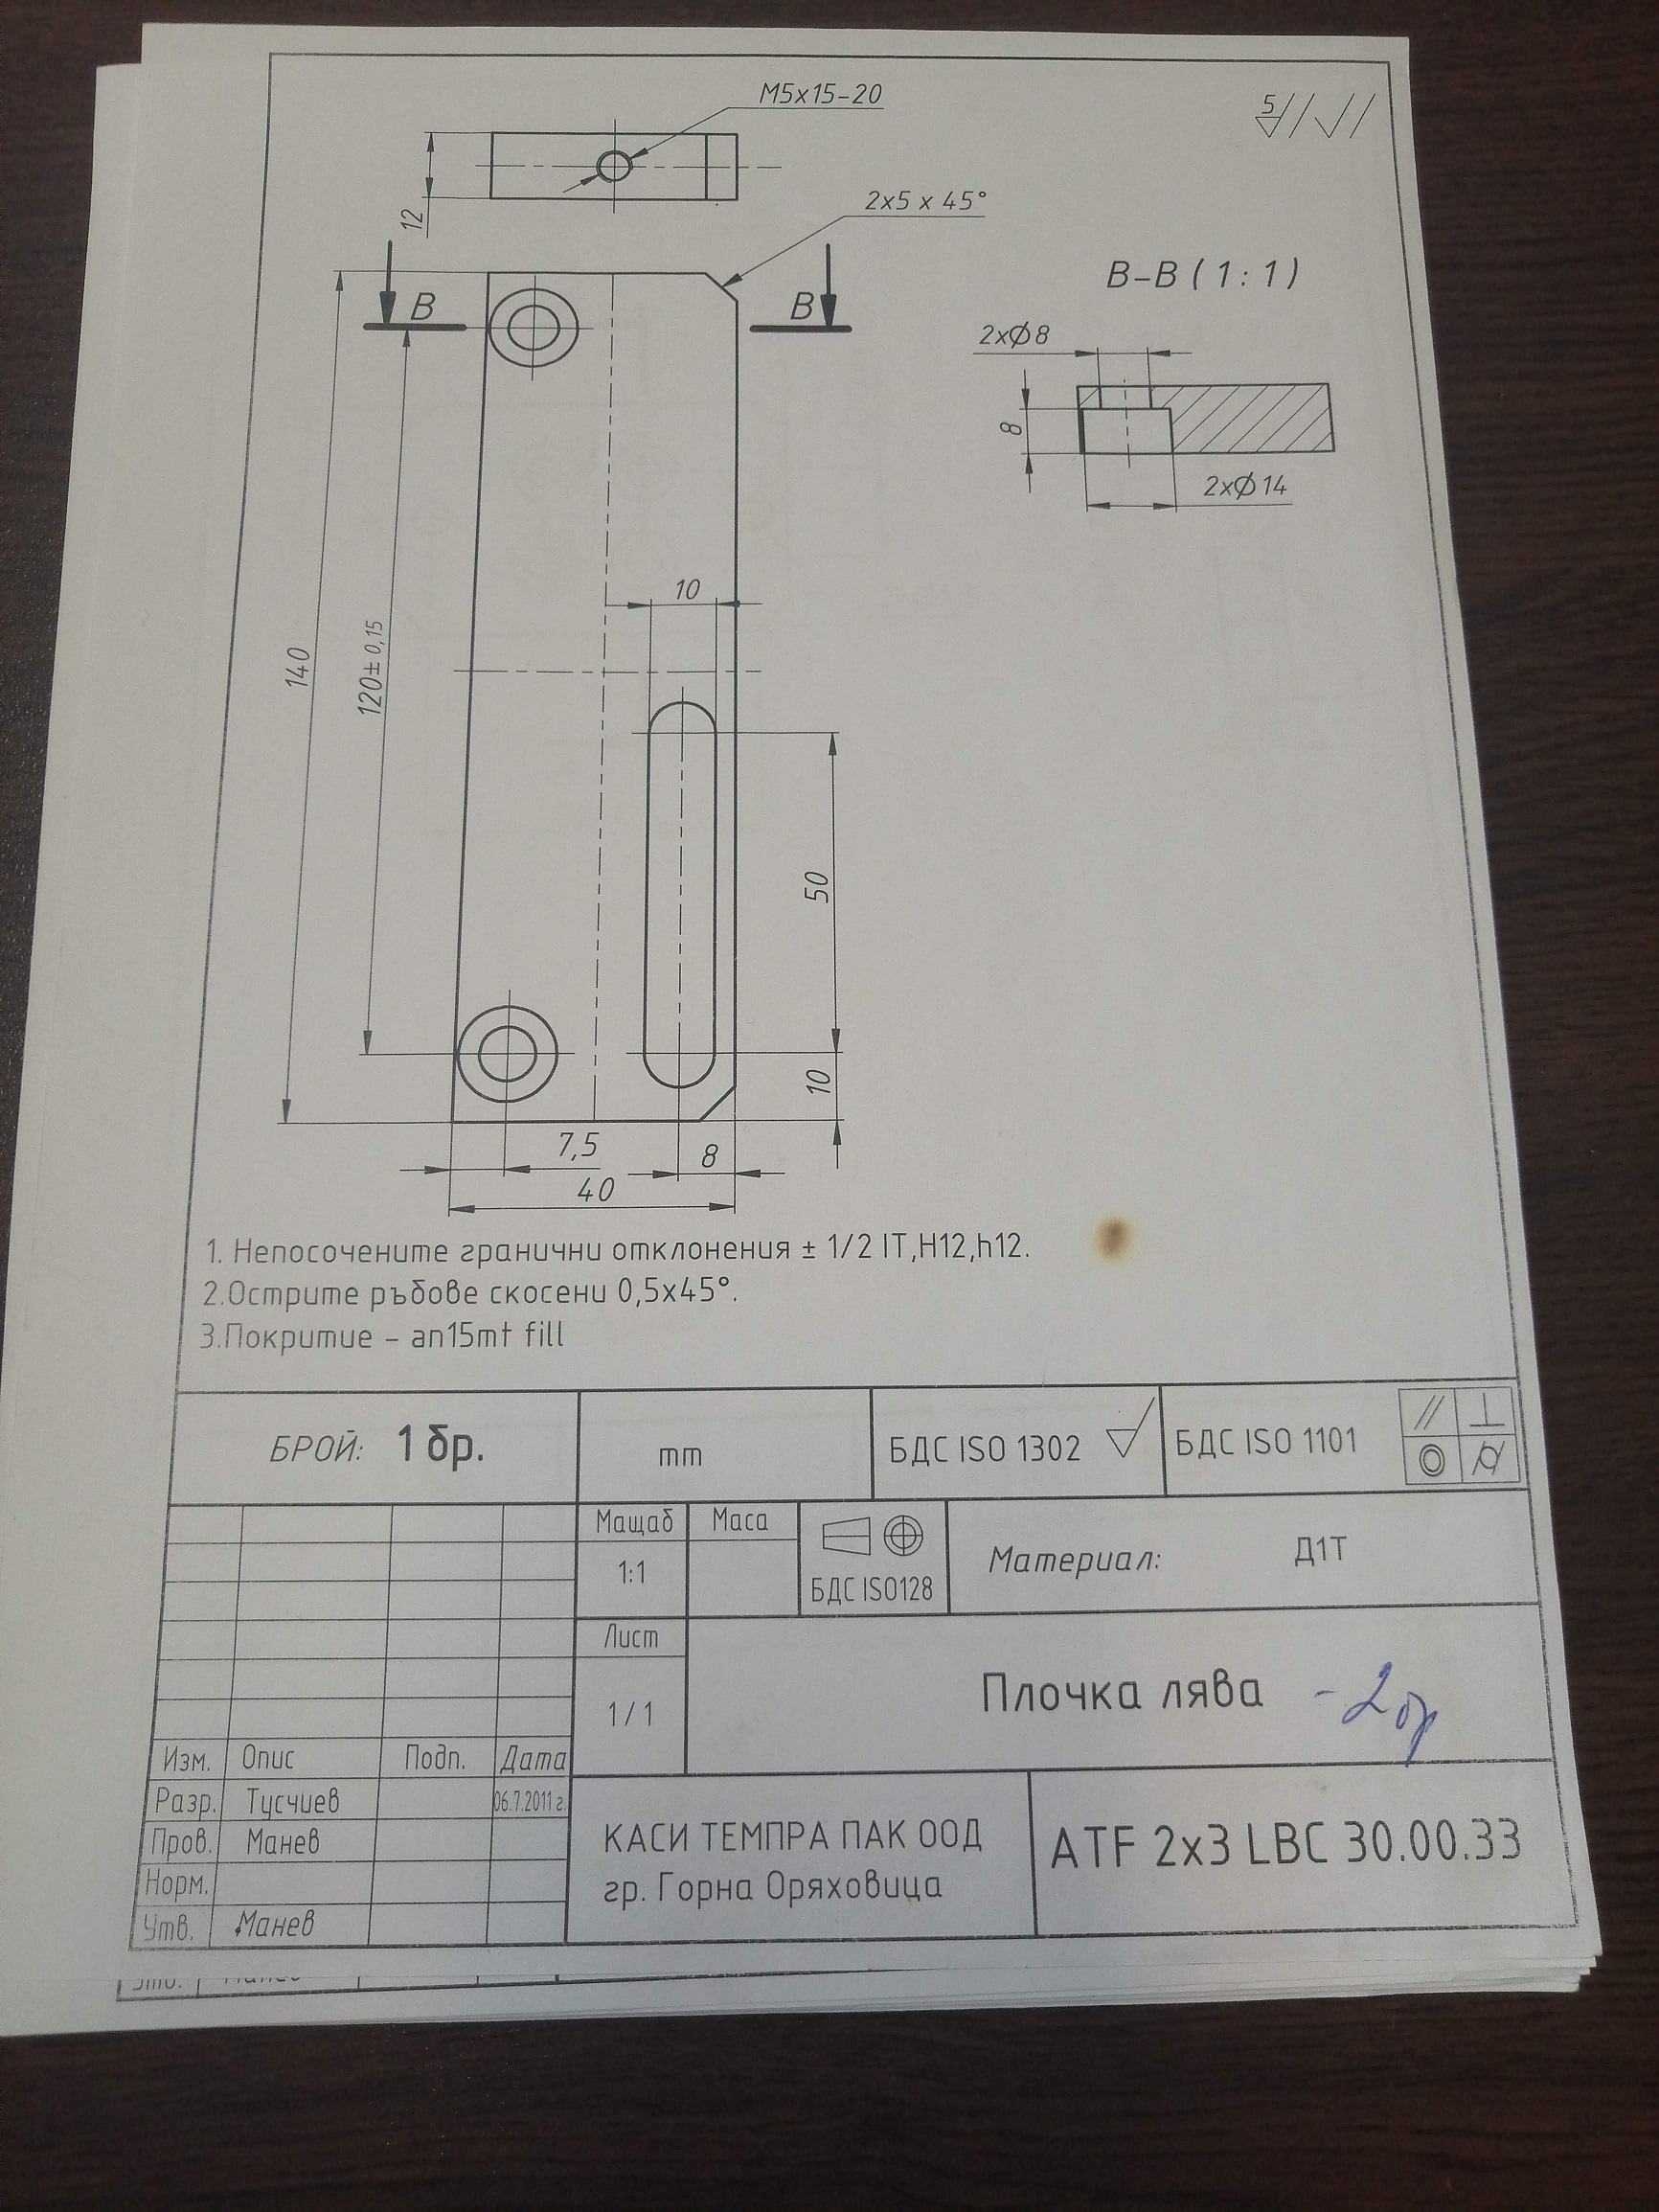 M5x15-20
5
12
2x5 x 45°
B
B
B-B ( 1 : 1 )
2xØ8
8
2xØ14
140
120± 0,15
10
50
10
7,5
8
40
1. Непосочените гранични отклонения ± 1/2 IT,H12,h12.
2.Острите ръбове скосени 0,5x45°.
3.Покритие - an15mt fill
БРОЙ: 1 бр.
mm
БДС ISO 1302
БДС ISO 1101
Мащаб
Маса
1:1
БДС ISO128
Материал: Д1Т
Лист
1 / 1
Плочка лява - 2 бр
Изм. Опис Подп. Дата
Разр. Тусчиев 06.7.2011 г.
Пров. Манев
Норм.
Утв. Манев
КАСИ ТЕМПРА ПАК ООД
гр. Горна Оряховица
ATF 2x3 LBC 30.00.33